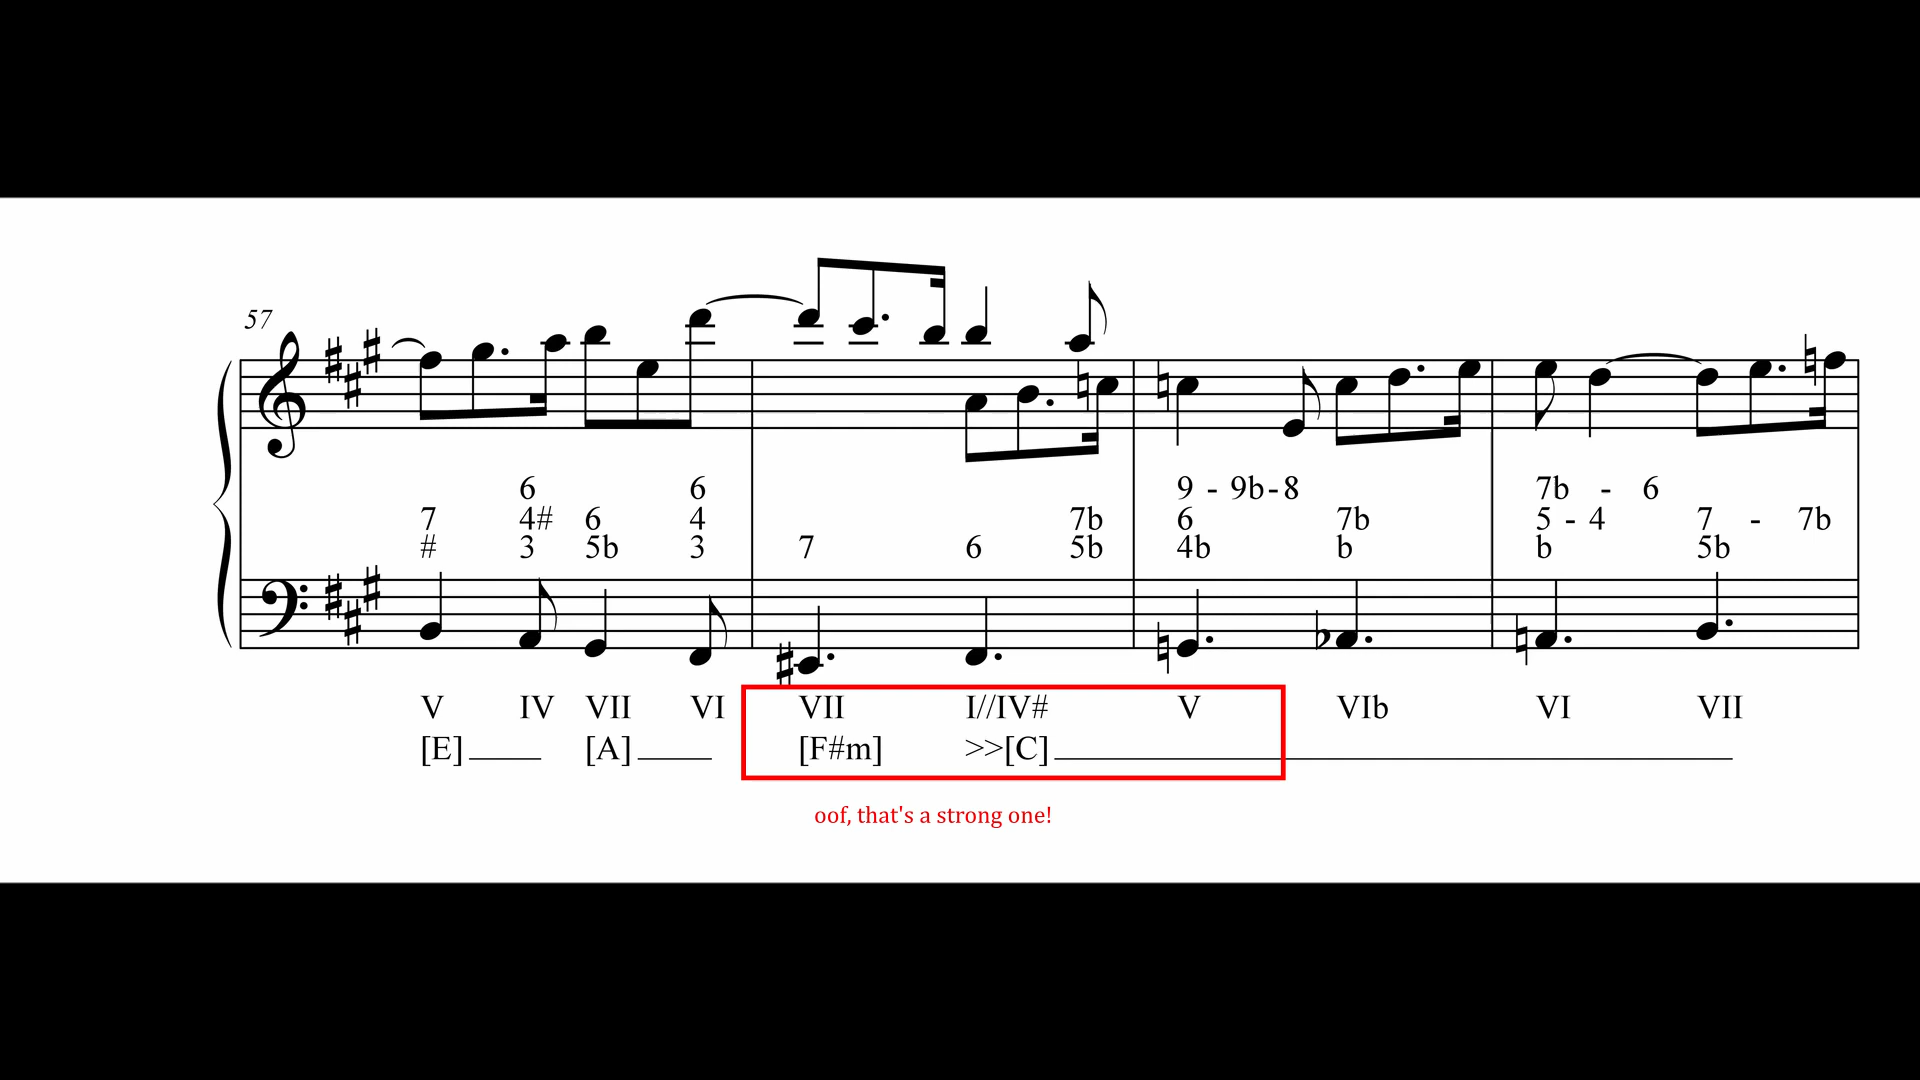 57
6 6 9 - 9b-8 7b - 6
7 4# 6 4 7b 6 7b 5 - 4 7 - 7b
# 3 5b 3 7 6 5b 4b b b 5b
V IV VII VI VII I//IV# V VIb VI VII
[E] [A] [F#m] >>[C]
oof, that's a strong one!